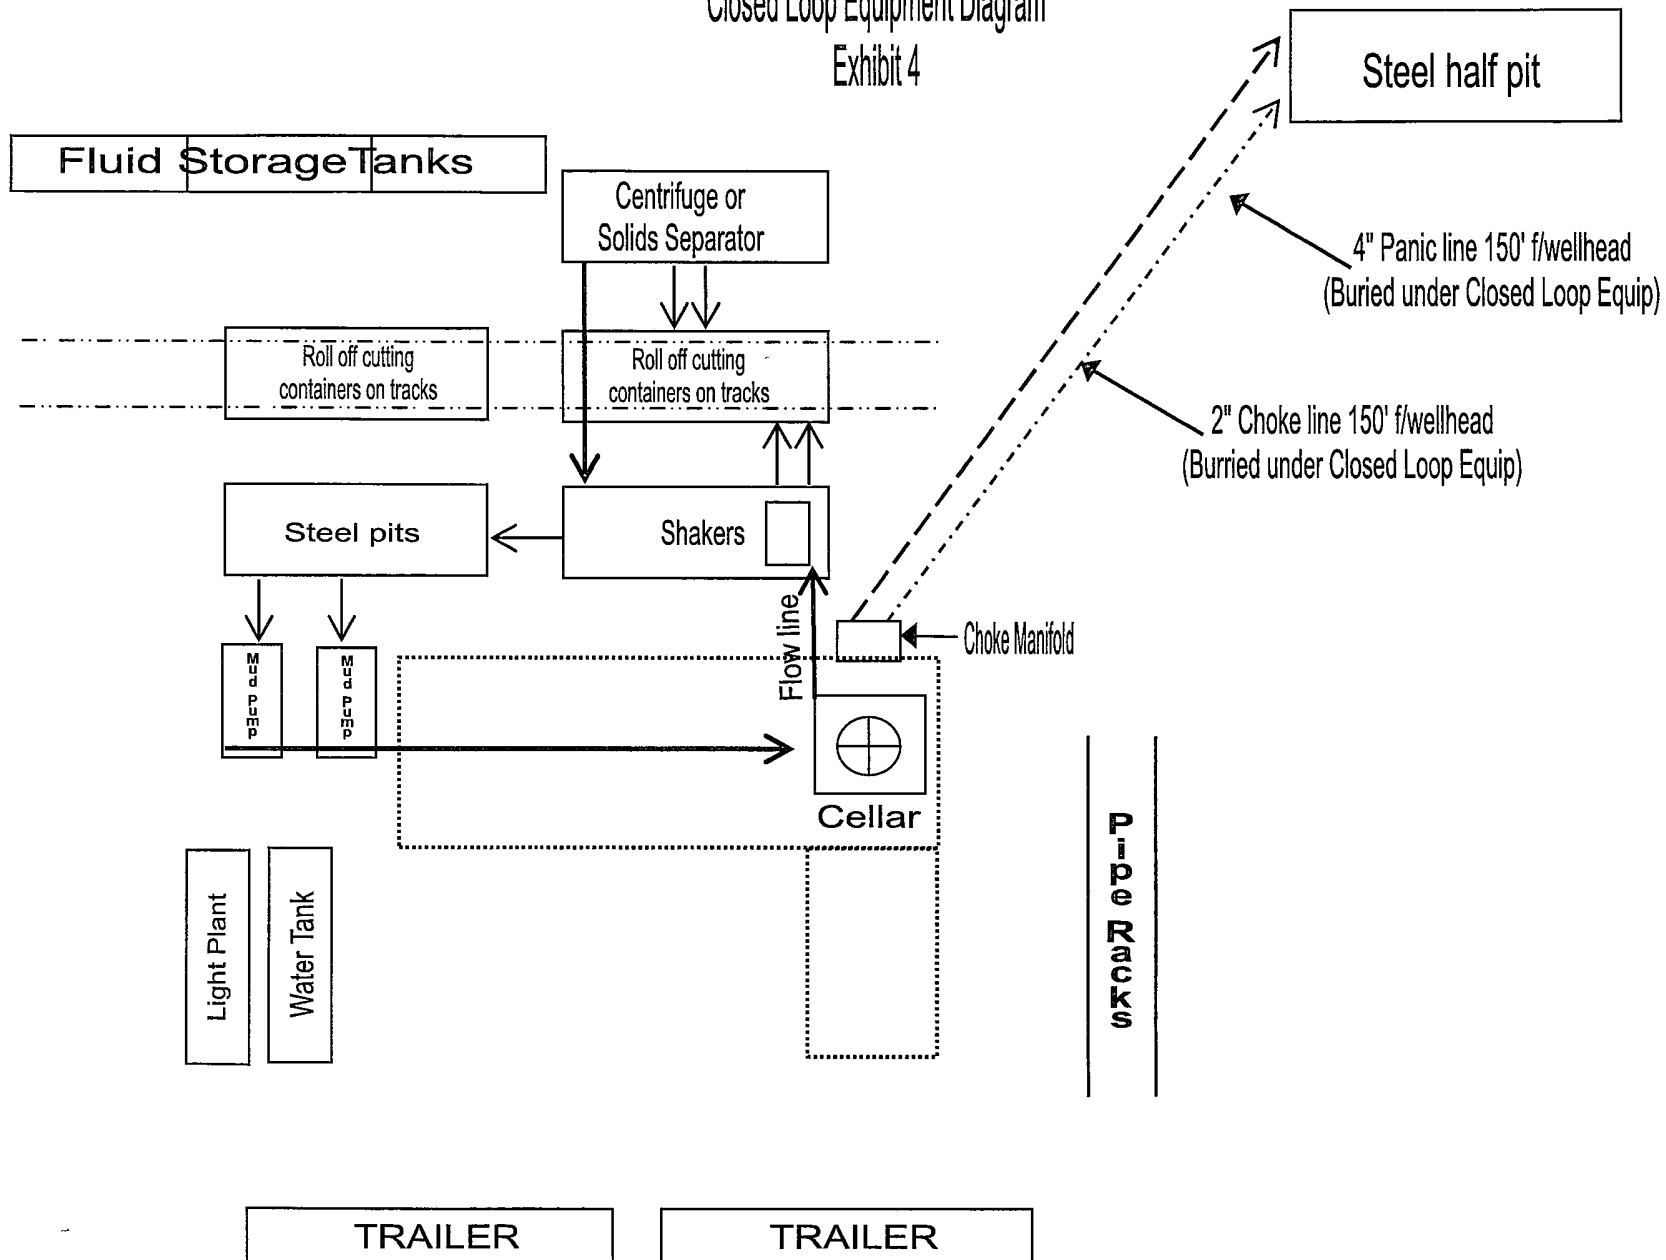 Closed Loop Equipment Diagram
Exhibit 4
Steel half pit
Fluid StorageTanks
Centrifuge or
Solids Separator
4" Panic line 150' f/wellhead
(Buried under Closed Loop Equip)
Roll off cutting
containers on tracks
Roll off cutting
containers on tracks
2" Choke line 150' f/wellhead
(Burried under Closed Loop Equip)
Steel pits
Shakers
Flow line
Choke Manifold
Mud Pump
Mud Pump
Cellar
Pipe Racks
Light Plant
Water Tank
TRAILER
TRAILER